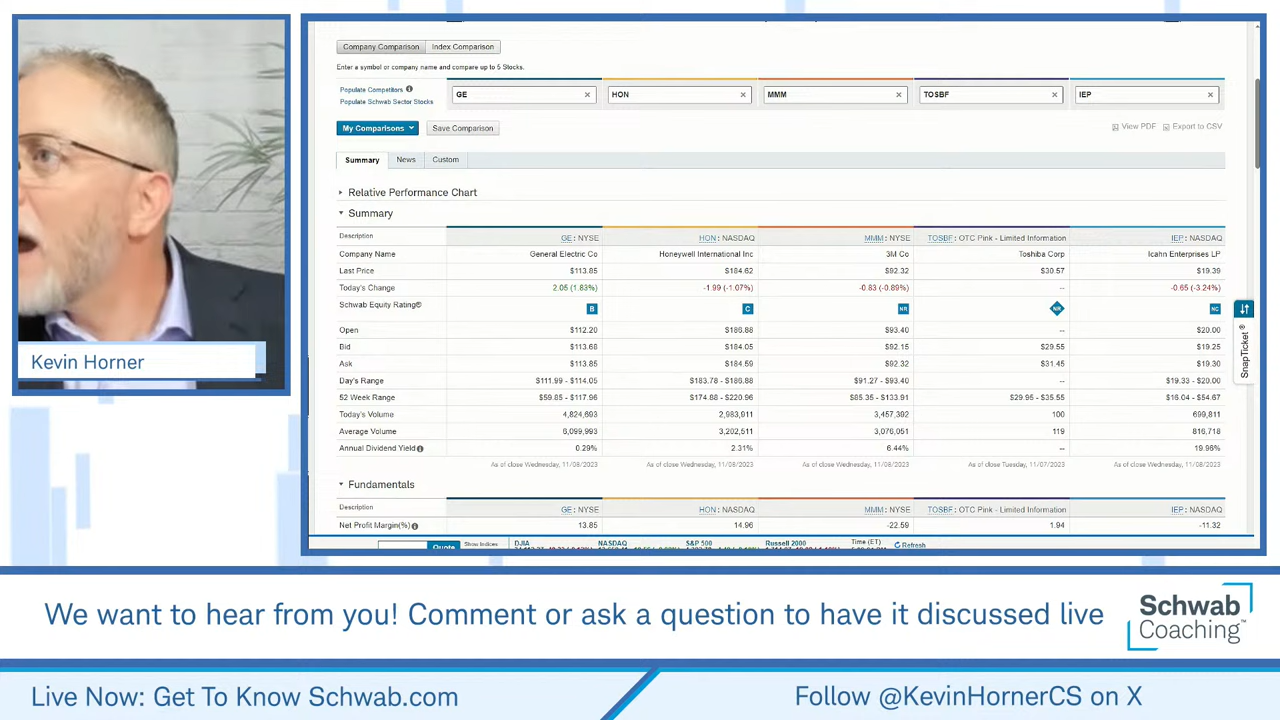 Company Comparison Index Comparison
Enter a symbol or company name and compare up to 5 Stocks.
Populate Competitors
Populate Schwab Sector Stocks
GE × HON × MMM × TOSBF × IEP ×
My Comparisons Save Comparison View PDF Export to CSV
Summary News Custom
Relative Performance Chart
Summary
Description GE: NYSE HON: NASDAQ MMM: NYSE TOSBF: OTC Pink - Limited Information IEP: NASDAQ
Company Name General Electric Co Honeywell International Inc 3M Co Toshiba Corp Icahn Enterprises LP
Last Price $113.85 $184.62 $92.32 $30.57 $19.39
Today's Change 2.05 (1.83%) -1.99 (-1.07%) -0.83 (-0.89%) -- -0.65 (-3.24%)
Schwab Equity Rating® B C NR NR NC
Open $112.20 $186.88 $93.40 -- $20.00
Bid $113.68 $184.05 $92.15 $29.55 $19.25
Ask $113.85 $184.59 $92.32 $31.45 $19.30
Day's Range $111.99 - $114.05 $183.78 - $186.88 $91.27 - $93.40 -- $19.33 - $20.00
52 Week Range $59.85 - $117.96 $174.88 - $220.96 $85.35 - $133.91 $29.95 - $35.55 $16.04 - $54.67
Today's Volume 4,824,693 2,983,911 3,457,392 100 699,811
Average Volume 6,099,993 3,202,511 3,076,051 119 816,718
Annual Dividend Yield 0.29% 2.31% 6.44% -- 19.96%
As of close Wednesday, 11/08/2023 As of close Wednesday, 11/08/2023 As of close Wednesday, 11/08/2023 As of close Tuesday, 11/07/2023 As of close Wednesday, 11/08/2023
Fundamentals
Description GE: NYSE HON: NASDAQ MMM: NYSE TOSBF: OTC Pink - Limited Information IEP: NASDAQ
Net Profit Margin(%) 13.85 14.96 -22.59 1.94 -11.32
Quote Show Indices DJIA NASDAQ S&P 500 Russell 2000 Time (ET) Refresh
SnapTicket®
Kevin Horner
We want to hear from you! Comment or ask a question to have it discussed live
Schwab
Coaching™
Live Now: Get To Know Schwab.com
Follow @KevinHornerCS on X